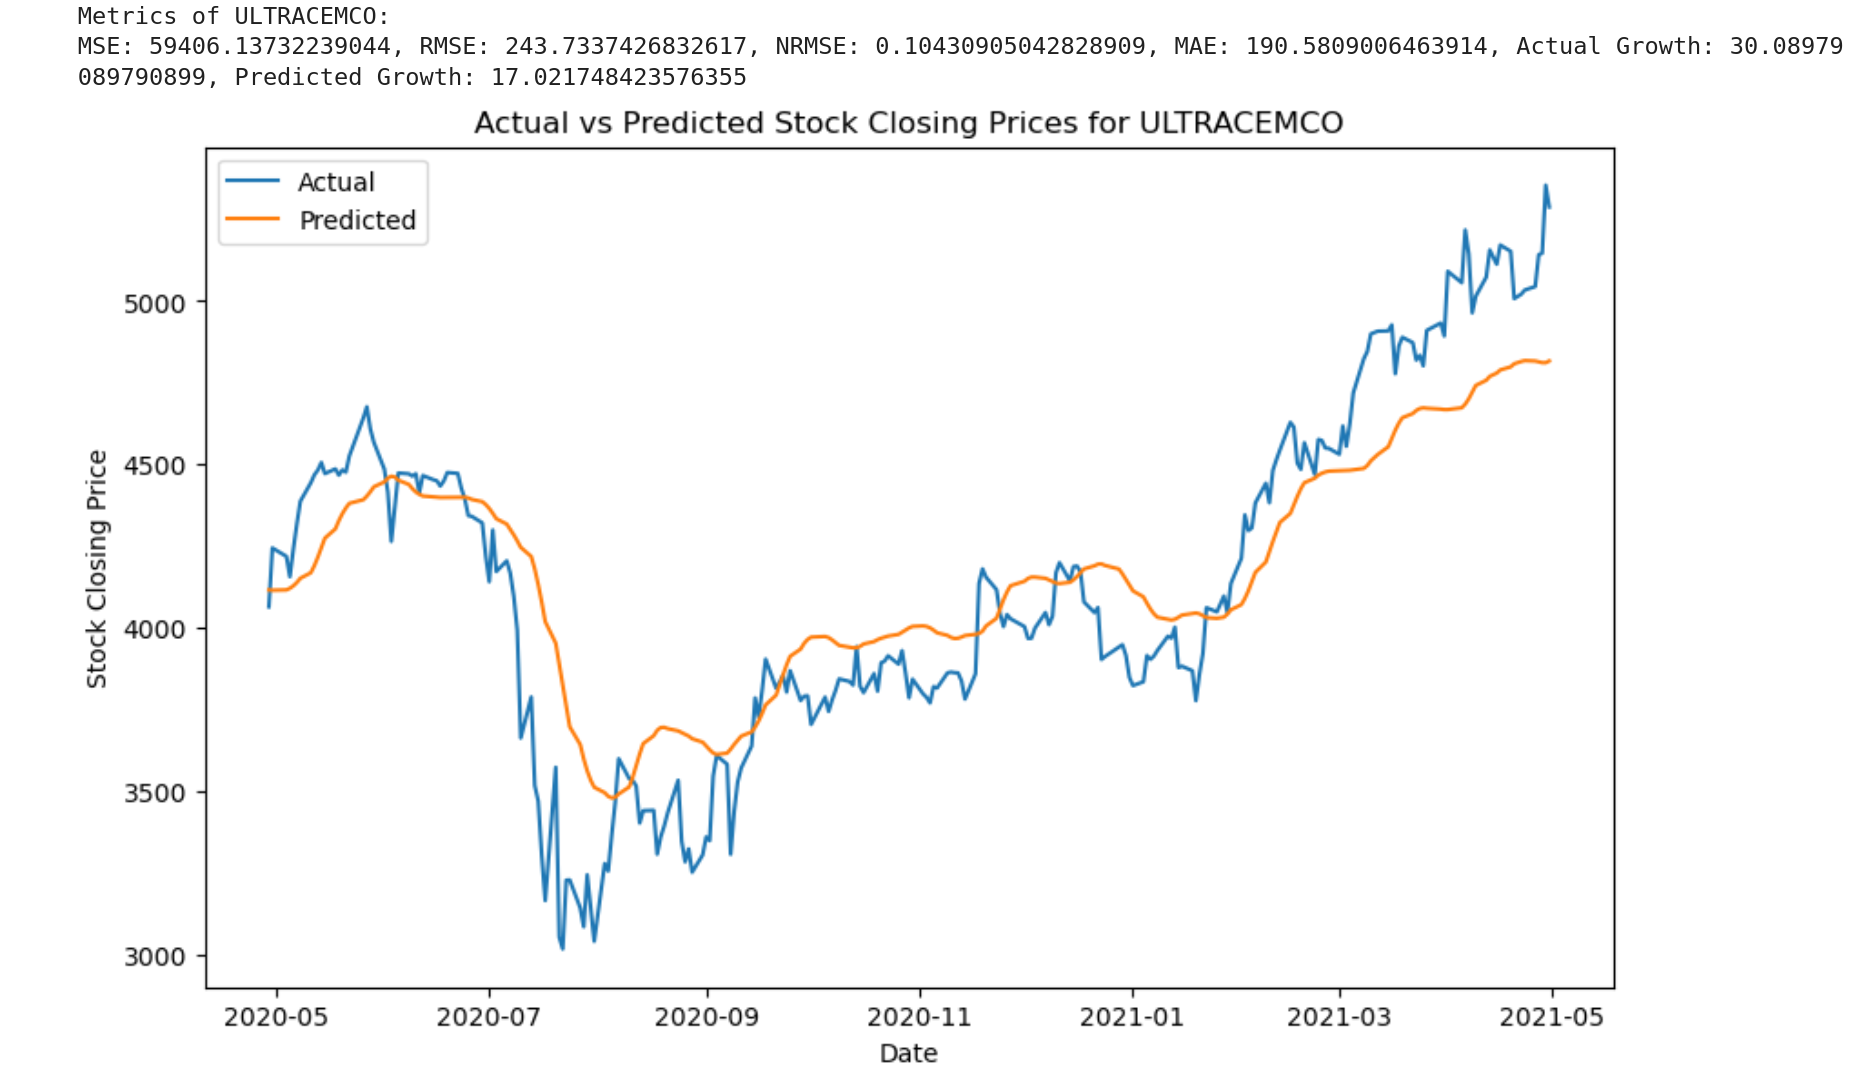 Metrics of ULTRACEMCO:
MSE: 59406.13732239044, RMSE: 243.7337426832617, NRMSE: 0.10430905042828909, MAE: 190.5809006463914, Actual Growth: 30.08979
089790899, Predicted Growth: 17.021748423576355
Actual vs Predicted Stock Closing Prices for ULTRACEMCO
Actual
Predicted
Stock Closing Price
5000
4500
4000
3500
3000
2020-05 2020-07 2020-09 2020-11 2021-01 2021-03 2021-05
Date